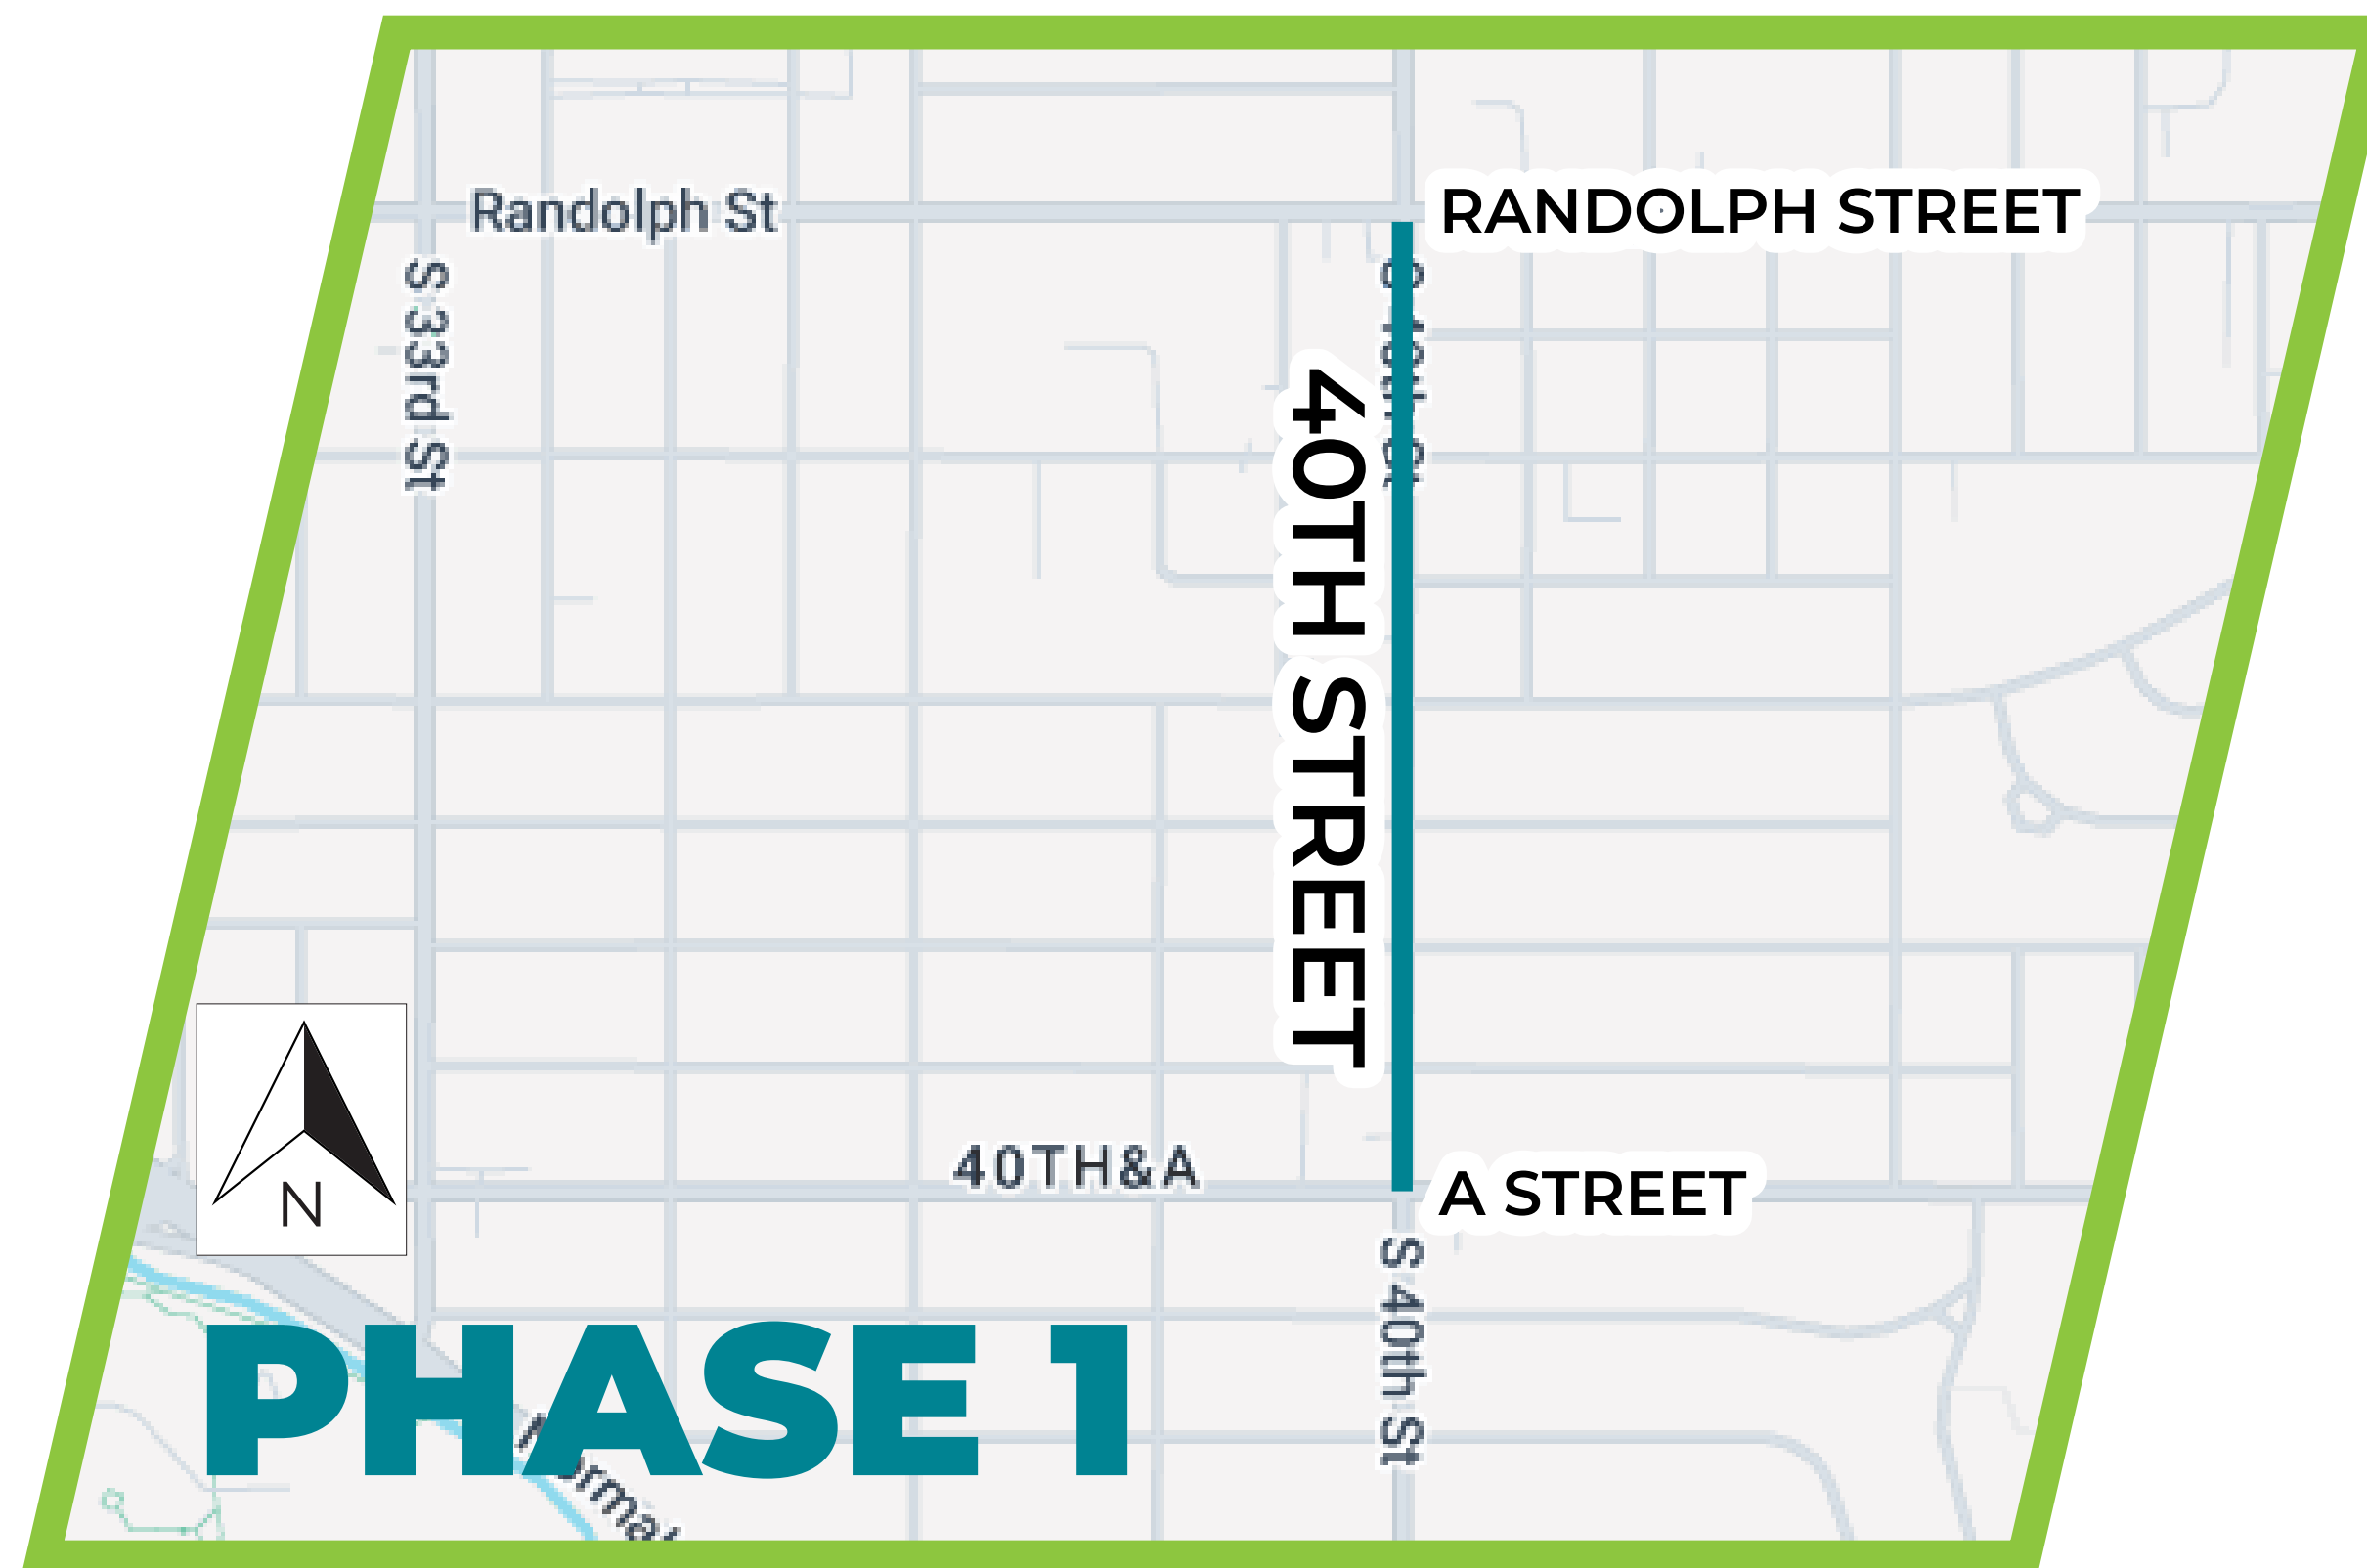 Randolph St
RANDOLPH STREET
S 33rd St
40TH STREET
40TH&A
A STREET
N
S 40th St
PHASE 1